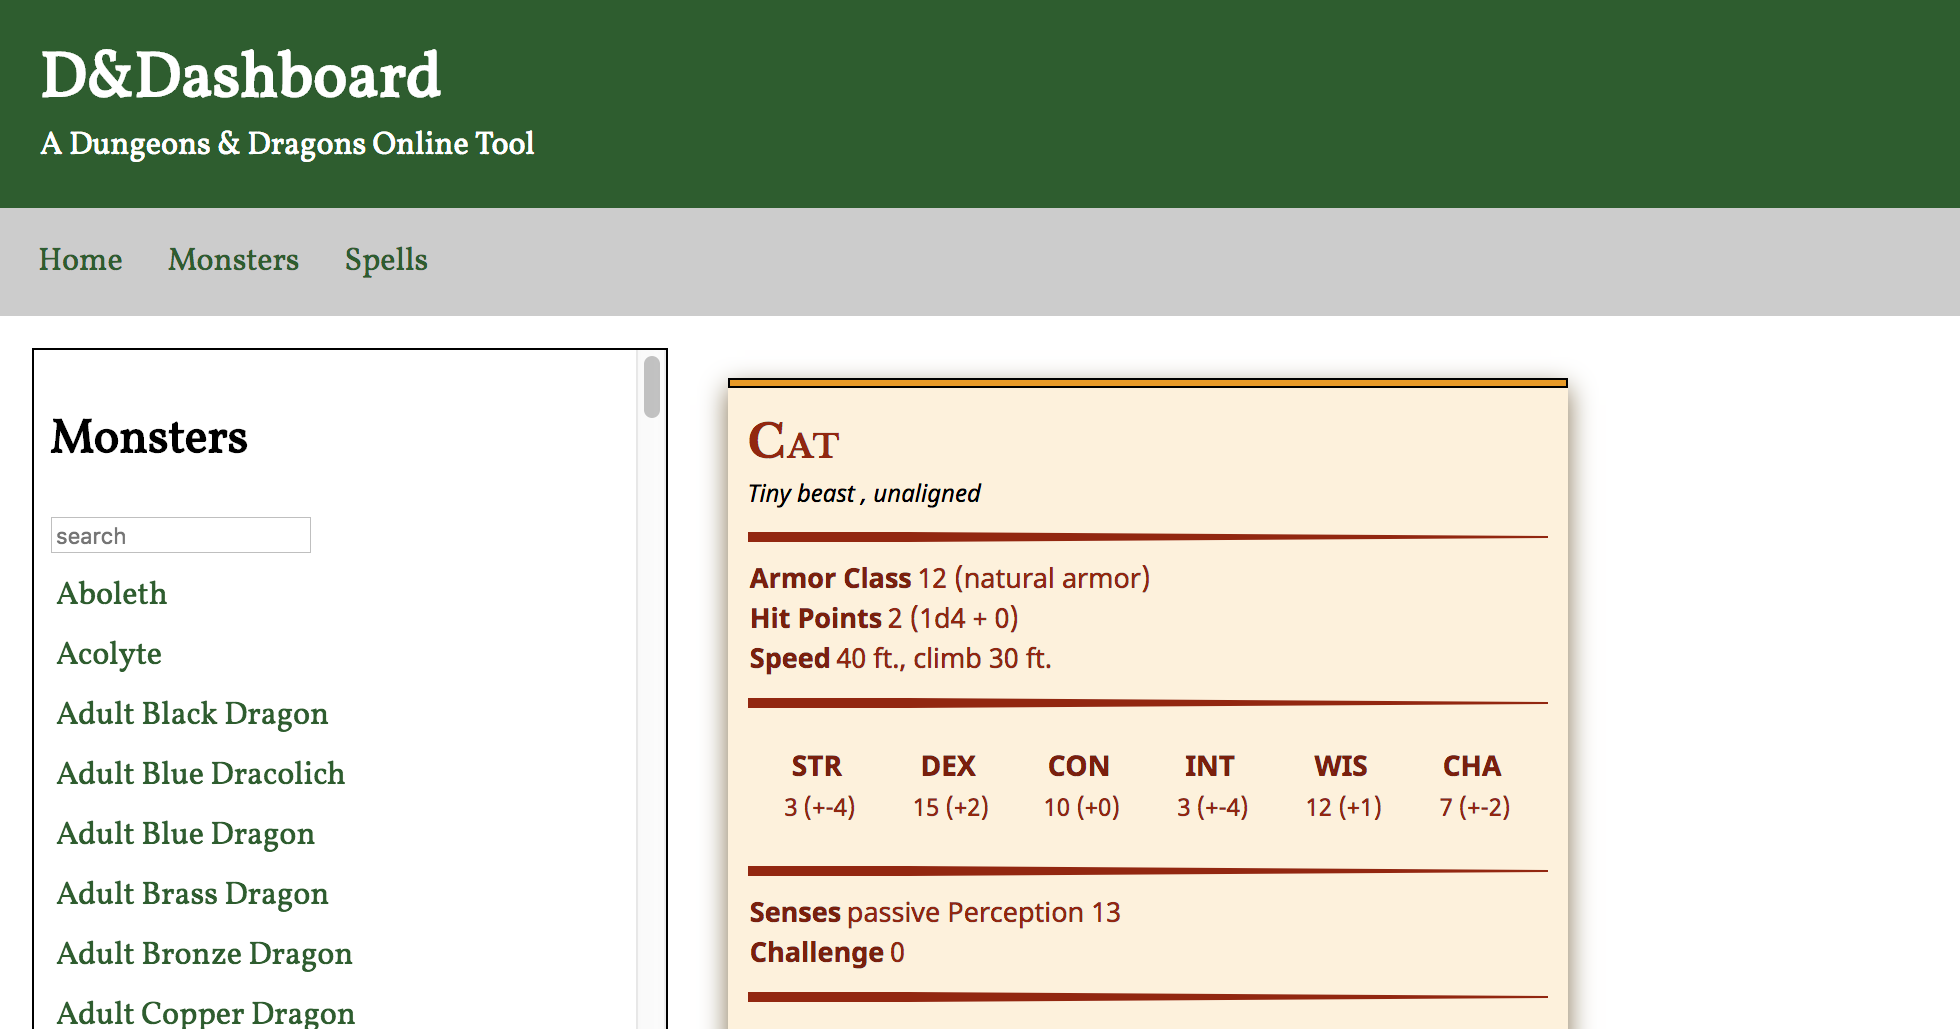 D&Dashboard
A Dungeons & Dragons Online Tool
Home Monsters Spells
Monsters
search
Aboleth
Acolyte
Adult Black Dragon
Adult Blue Dracolich
Adult Blue Dragon
Adult Brass Dragon
Adult Bronze Dragon
Adult Copper Dragon
Cat
Tiny beast , unaligned
Armor Class 12 (natural armor)
Hit Points 2 (1d4 + 0)
Speed 40 ft., climb 30 ft.
STR DEX CON INT WIS CHA
3 (+-4) 15 (+2) 10 (+0) 3 (+-4) 12 (+1) 7 (+-2)
Senses passive Perception 13
Challenge 0